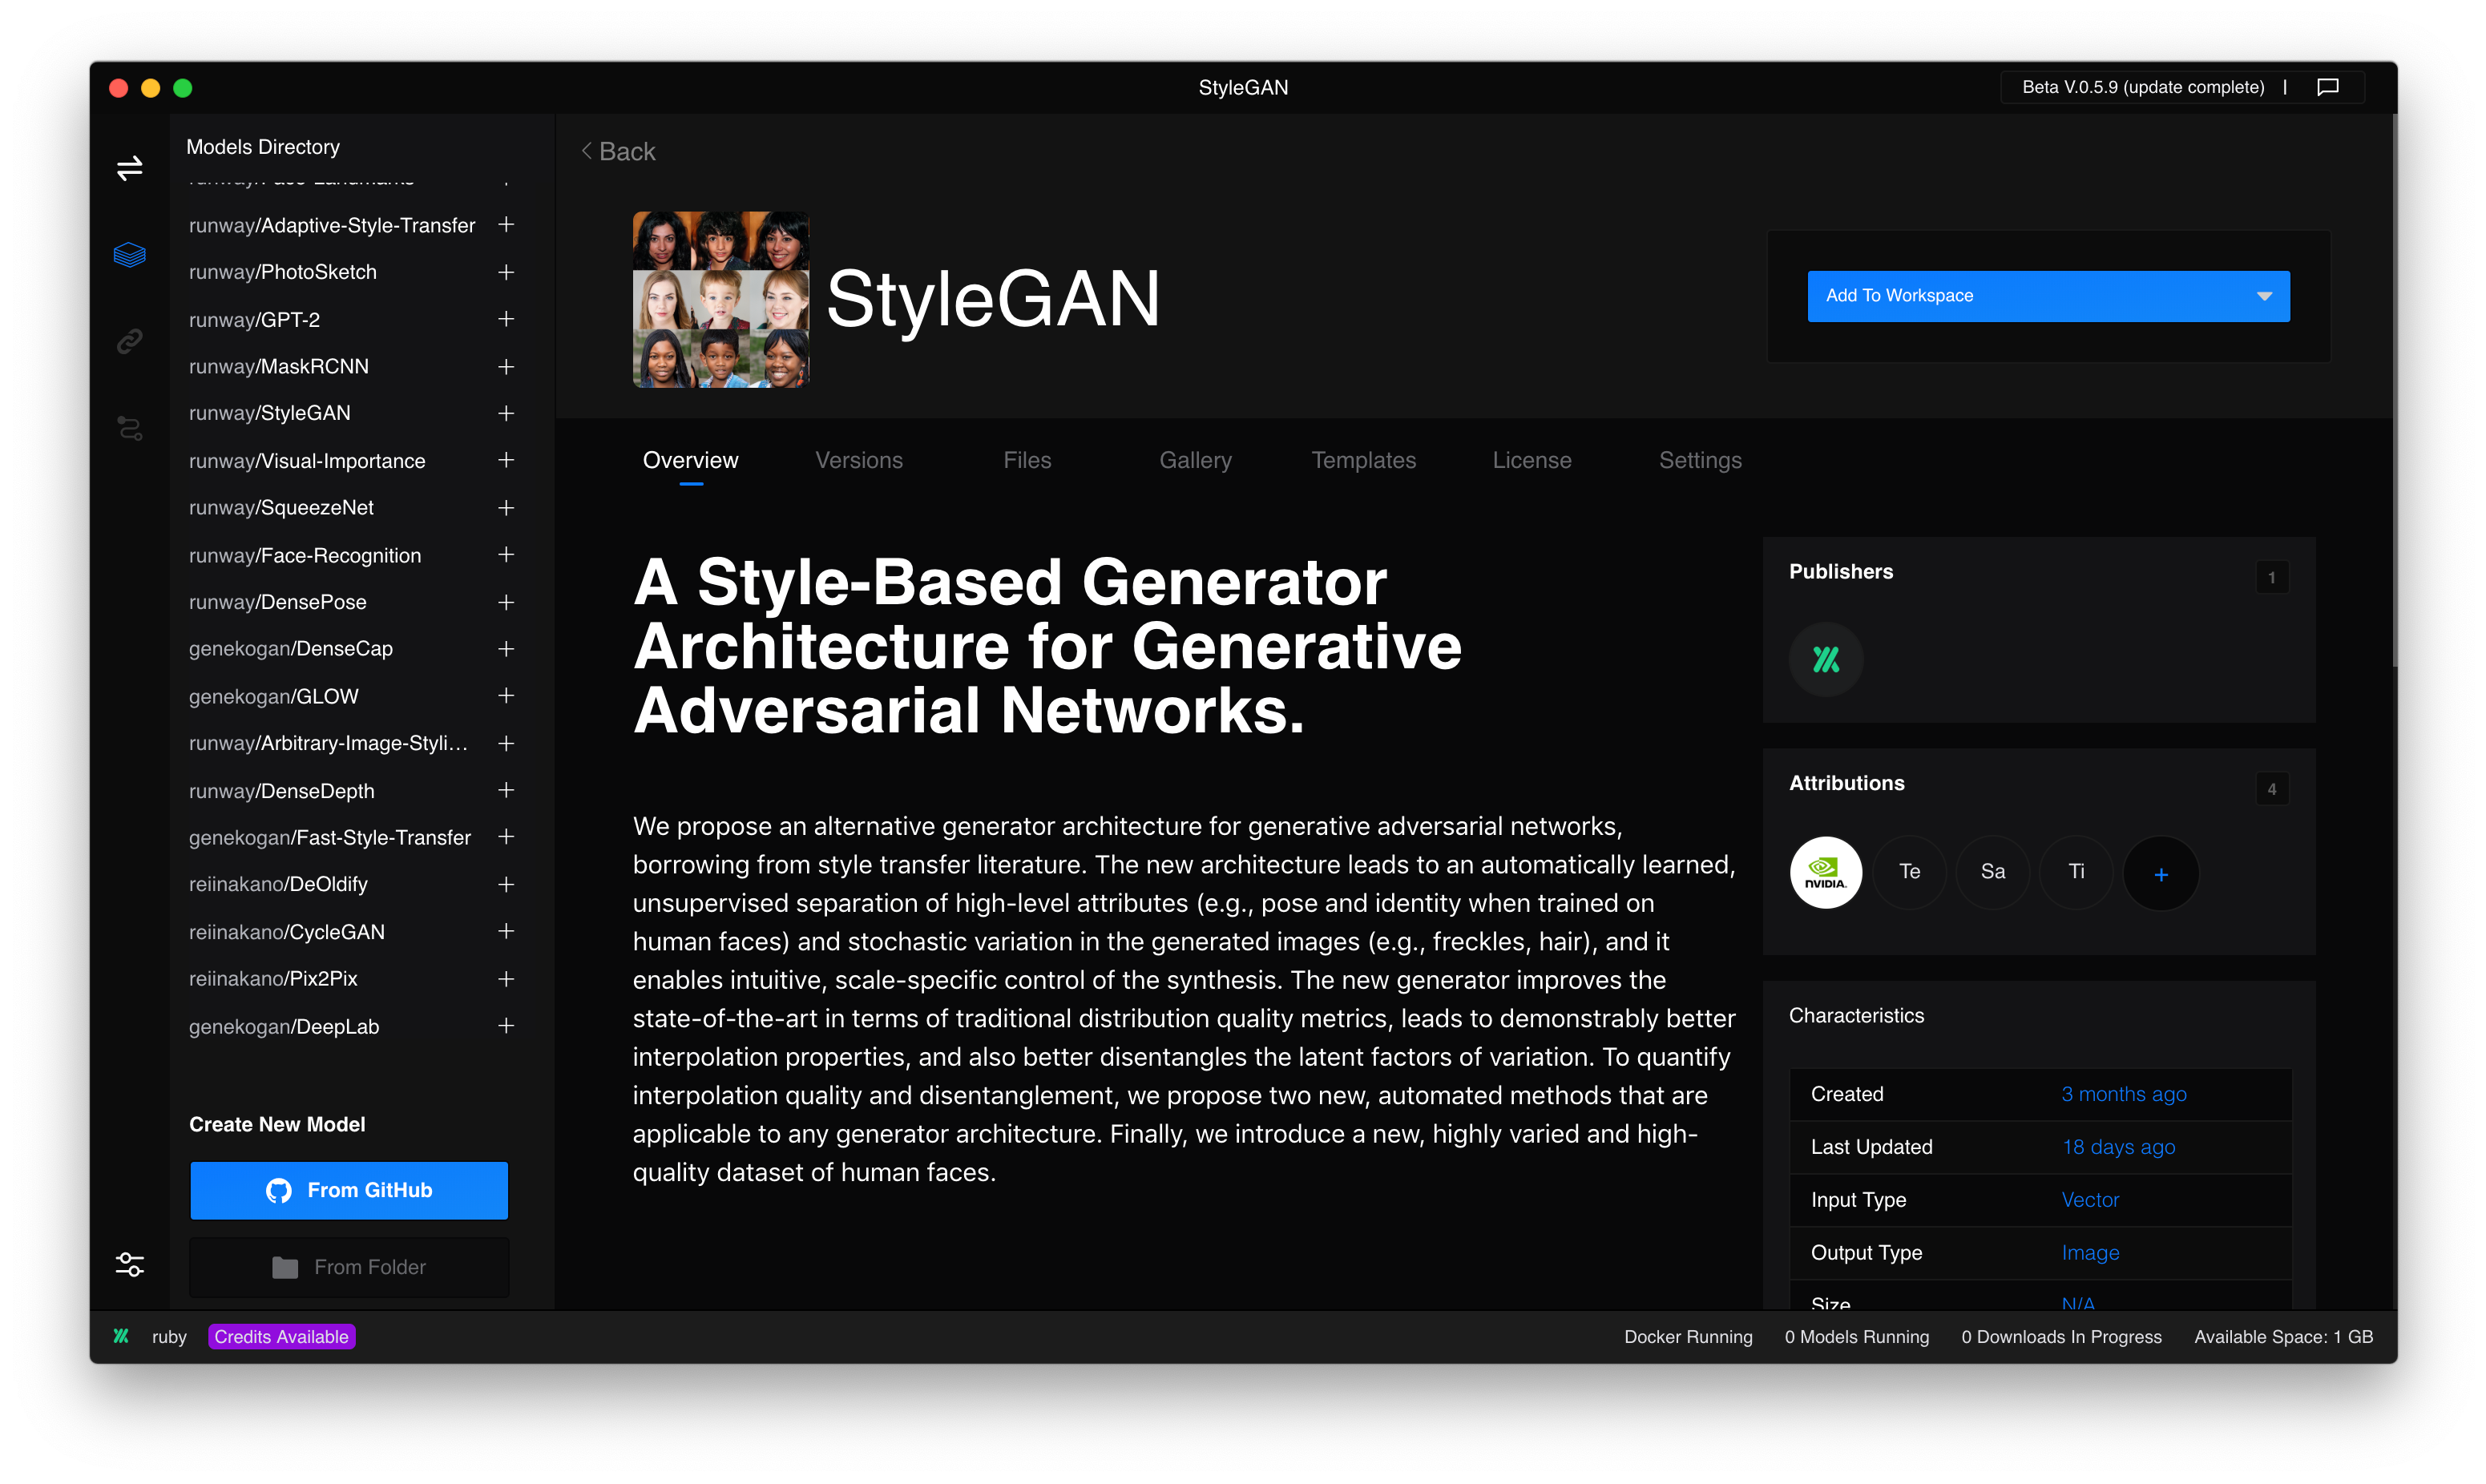 StyleGAN
Beta V.0.5.9 (update complete) |
Models Directory
runway/Face-Landmarks +
runway/Adaptive-Style-Transfer +
runway/PhotoSketch +
runway/GPT-2 +
runway/MaskRCNN +
runway/StyleGAN +
runway/Visual-Importance +
runway/SqueezeNet +
runway/Face-Recognition +
runway/DensePose +
genekogan/DenseCap +
genekogan/GLOW +
runway/Arbitrary-Image-Styli... +
runway/DenseDepth +
genekogan/Fast-Style-Transfer +
reiinakano/DeOldify +
reiinakano/CycleGAN +
reiinakano/Pix2Pix +
genekogan/DeepLab +
Create New Model
From GitHub
From Folder
< Back
StyleGAN
Add To Workspace
Overview Versions Files Gallery Templates License Settings
A Style-Based Generator
Architecture for Generative
Adversarial Networks.
We propose an alternative generator architecture for generative adversarial networks,
borrowing from style transfer literature. The new architecture leads to an automatically learned,
unsupervised separation of high-level attributes (e.g., pose and identity when trained on
human faces) and stochastic variation in the generated images (e.g., freckles, hair), and it
enables intuitive, scale-specific control of the synthesis. The new generator improves the
state-of-the-art in terms of traditional distribution quality metrics, leads to demonstrably better
interpolation properties, and also better disentangles the latent factors of variation. To quantify
interpolation quality and disentanglement, we propose two new, automated methods that are
applicable to any generator architecture. Finally, we introduce a new, highly varied and high-
quality dataset of human faces.
Publishers 1
Attributions 4
NVIDIA. Te Sa Ti +
Characteristics
Created 3 months ago
Last Updated 18 days ago
Input Type Vector
Output Type Image
Size N/A
ruby Credits Available
Docker Running 0 Models Running 0 Downloads In Progress Available Space: 1 GB